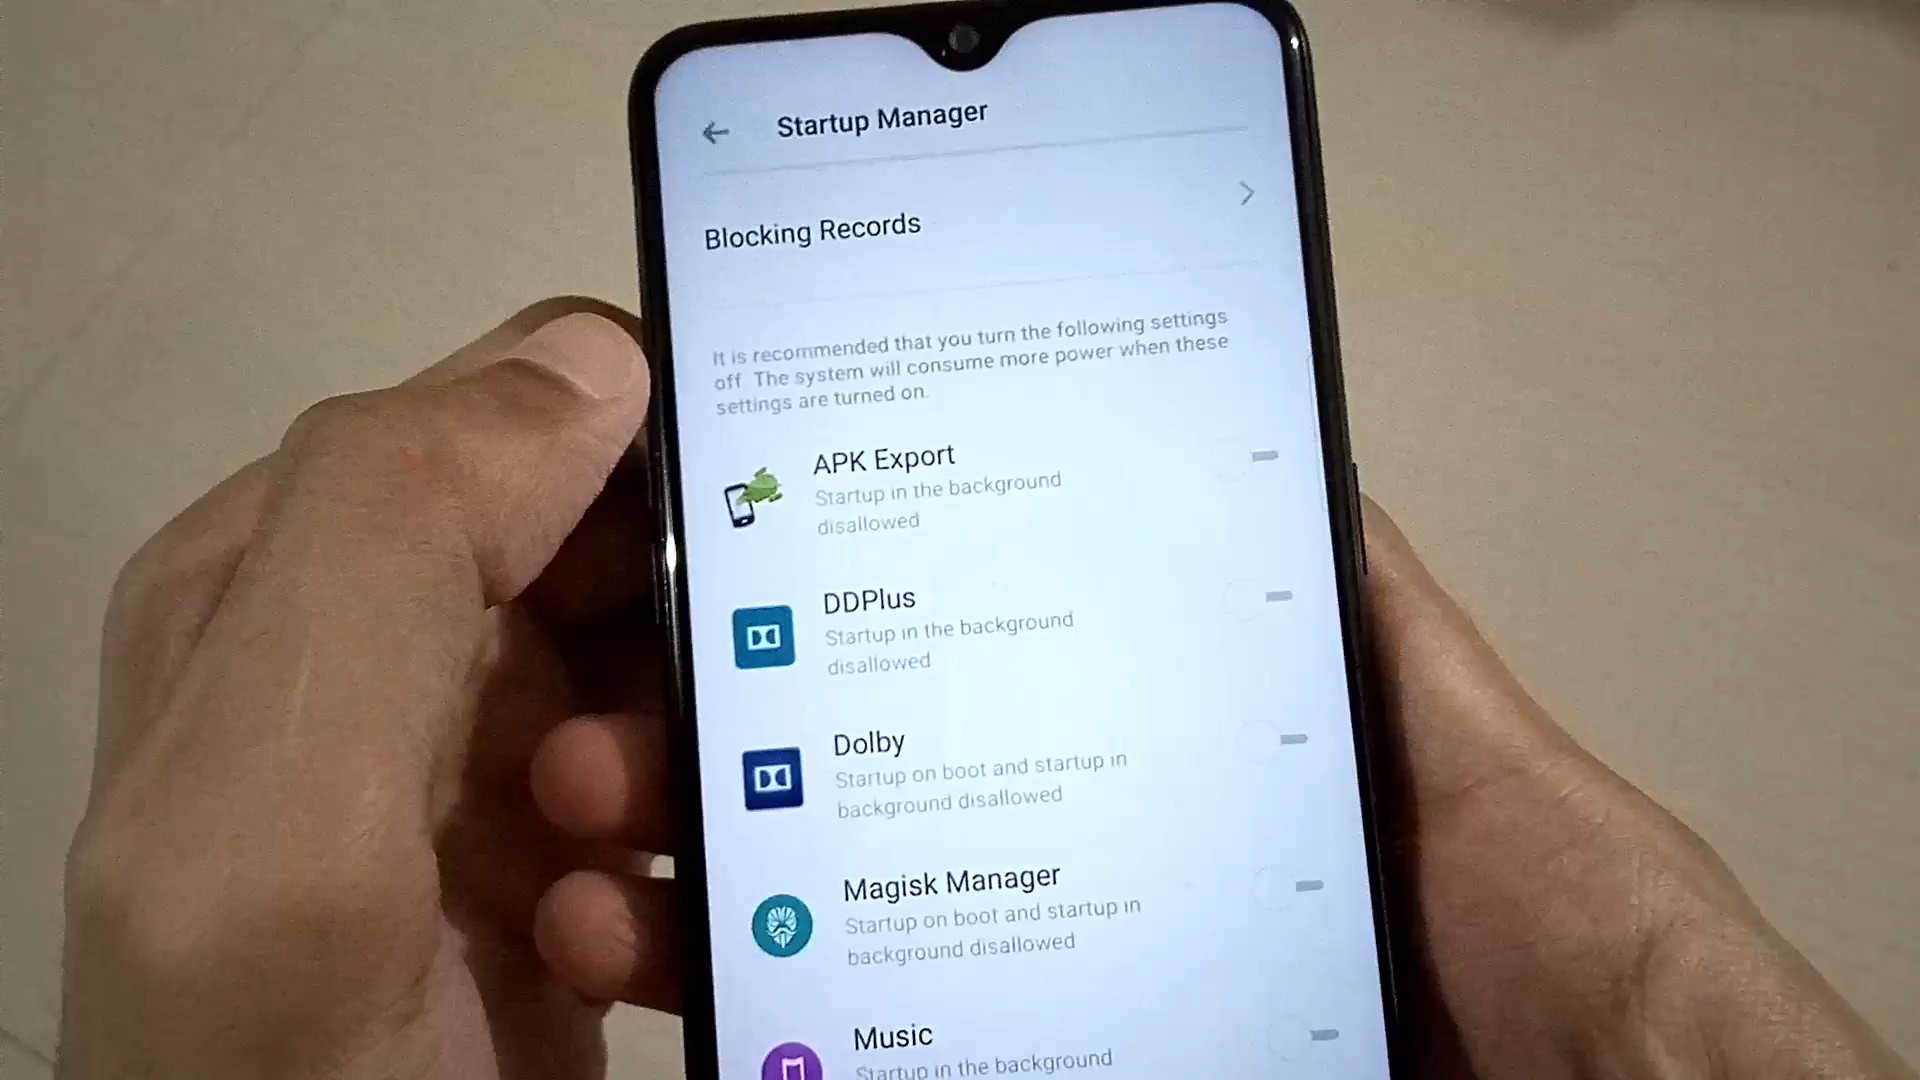 Startup Manager
Blocking Records
It is recommended that you turn the following settings
off. The system will consume more power when these
settings are turned on.
APK Export
Startup in the background
disallowed
DDPlus
Startup in the background
disallowed
Dolby
Startup on boot and startup in
background disallowed
Magisk Manager
Startup on boot and startup in
background disallowed
Music
Startup in the background